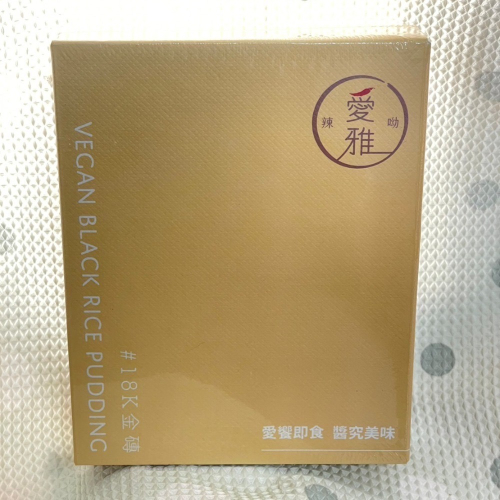 愛雅
辣 呦
VEGAN BLACK RICE PUDDING
#18K金磚
愛饗即食 醬究美味